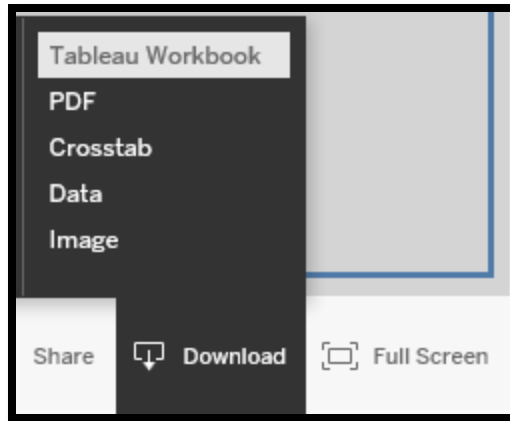 Tableau Workbook
PDF
Crosstab
Data
Image
Share Download Full Screen